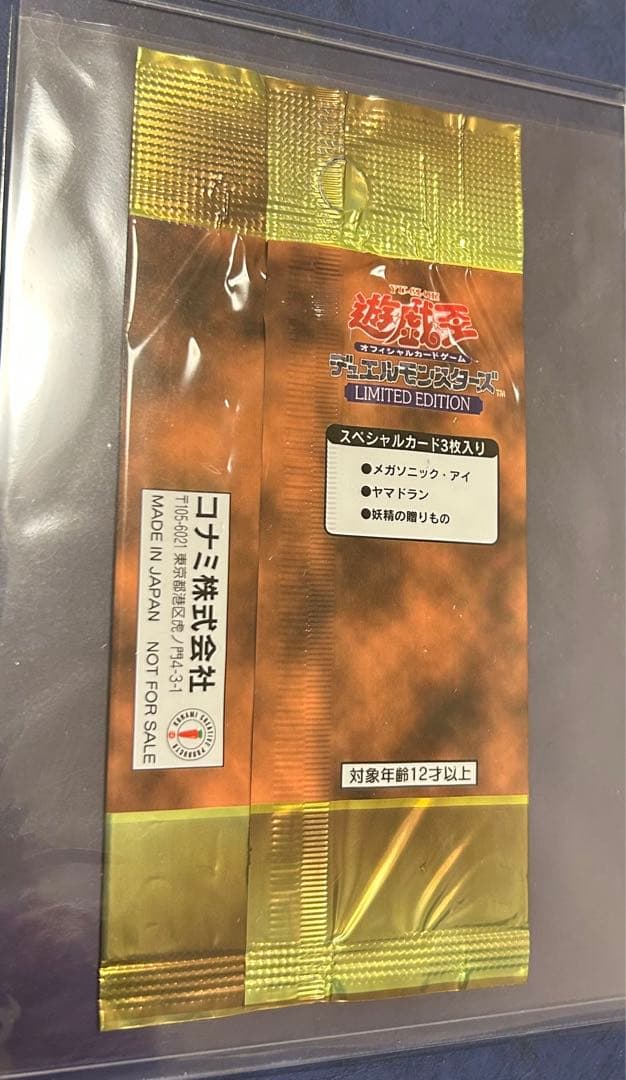 YU-GI-OH
遊戯王
オフィシャルカードゲーム
デュエルモンスターズ™
LIMITED EDITION
スペシャルカード3枚入り
●メガソニック・アイ
●ヤマドラン
●妖精の贈りもの
コナミ株式会社
〒105-6021 東京都港区虎ノ門4-3-1
MADE IN JAPAN NOT FOR SALE
KONAMI CREATIVE PRODUCTS
対象年齢12才以上